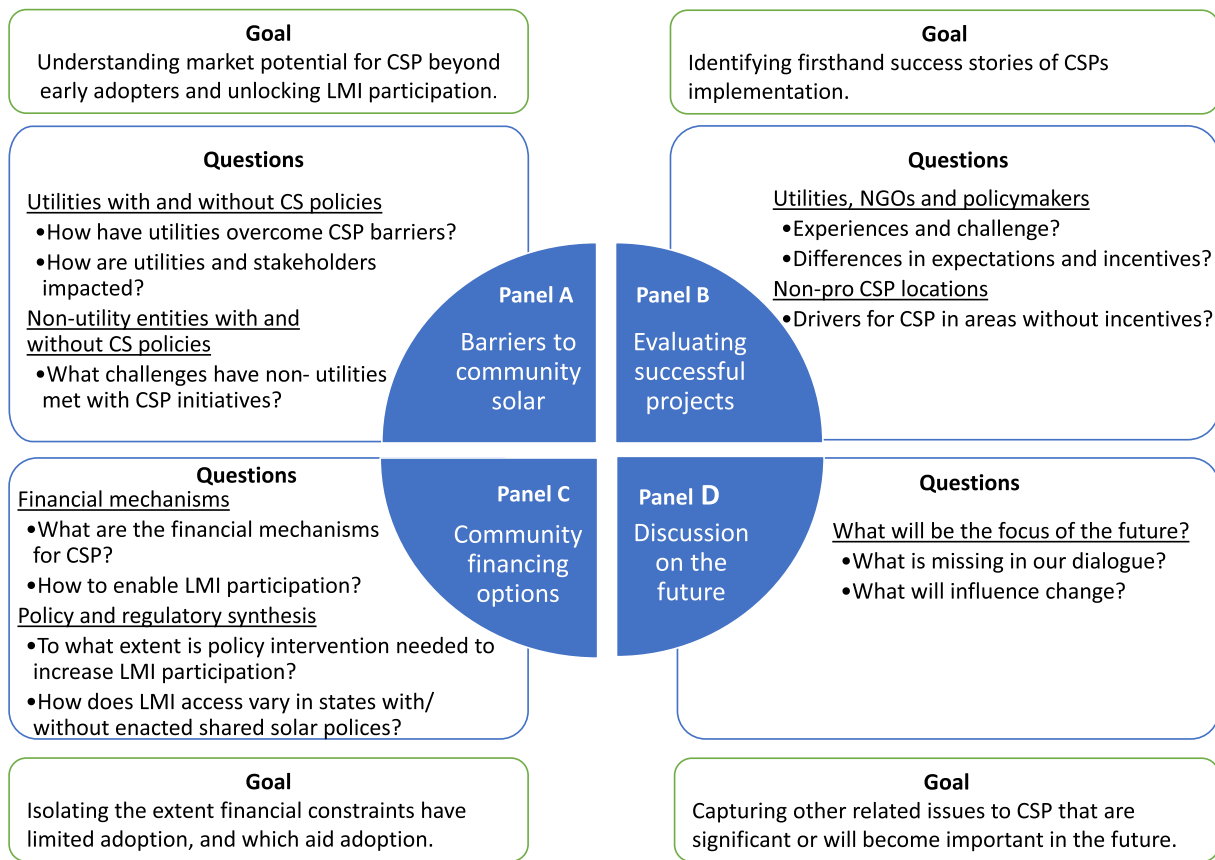 Goal
Understanding market potential for CSP beyond
early adopters and unlocking LMI participation.
Goal
Identifying firsthand success stories of CSPs
implementation.
Questions
Utilities with and without CS policies
•How have utilities overcome CSP barriers?
•How are utilities and stakeholders
impacted?
Non-utility entities with and
without CS policies
•What challenges have non- utilities
met with CSP initiatives?
Panel A
Barriers to
community
solar
Panel B
Evaluating
successful
projects
Questions
Utilities, NGOs and policymakers
•Experiences and challenge?
•Differences in expectations and incentives?
Non-pro CSP locations
•Drivers for CSP in areas without incentives?
Questions
Financial mechanisms
•What are the financial mechanisms
for CSP?
•How to enable LMI participation?
Policy and regulatory synthesis
•To what extent is policy intervention needed to
increase LMI participation?
•How does LMI access vary in states with/
without enacted shared solar polices?
Panel C
Community
financing
options
Panel D
Discussion
on the
future
Questions
What will be the focus of the future?
•What is missing in our dialogue?
•What will influence change?
Goal
Isolating the extent financial constraints have
limited adoption, and which aid adoption.
Goal
Capturing other related issues to CSP that are
significant or will become important in the future.